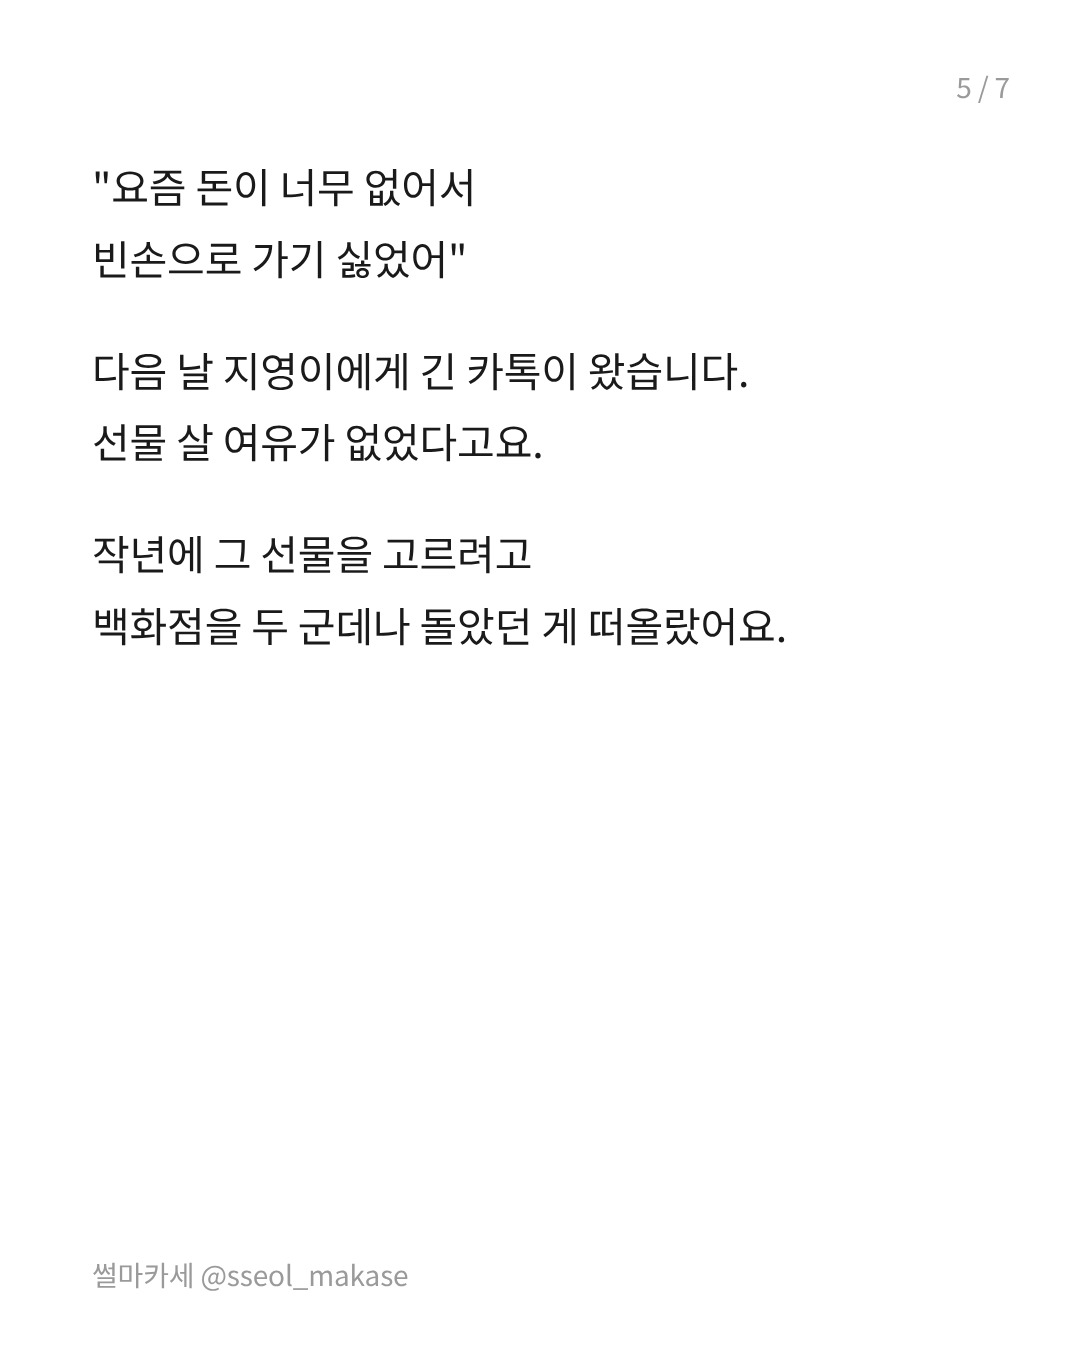 5 / 7
"요즘 돈이 너무 없어서
빈손으로 가기 싫었어"
다음 날 지영이에게 긴 카톡이 왔습니다.
선물 살 여유가 없었다고요.
작년에 그 선물을 고르려고
백화점을 두 군데나 돌았던 게 떠올랐어요.
썰마카세 @sseol_makase